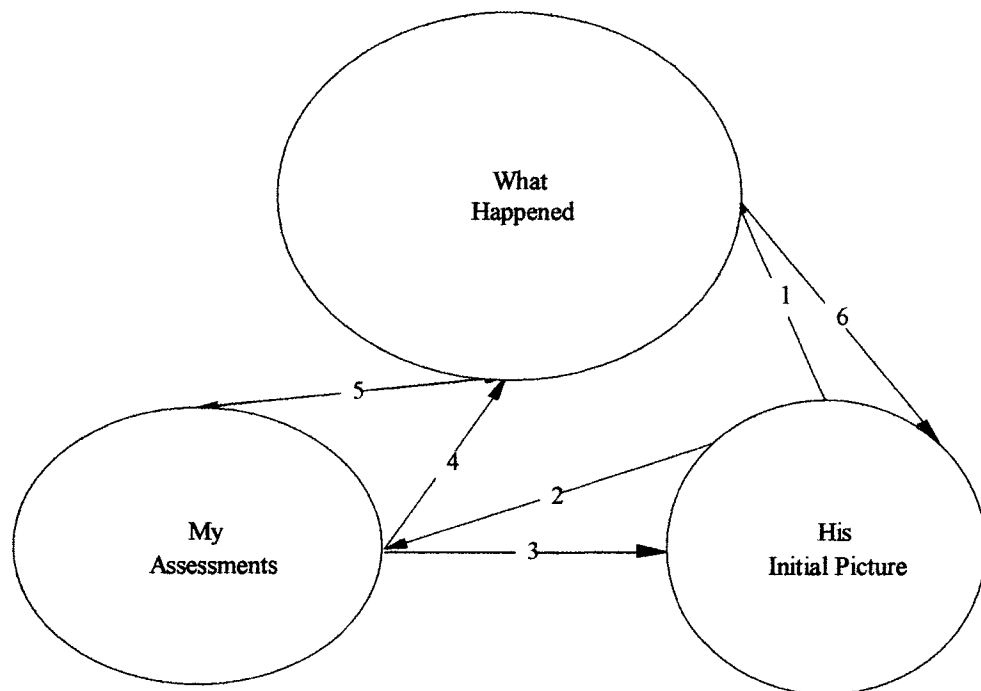 What
Happened
1
6
5
4
2
3
My
Assessments
His
Initial Picture